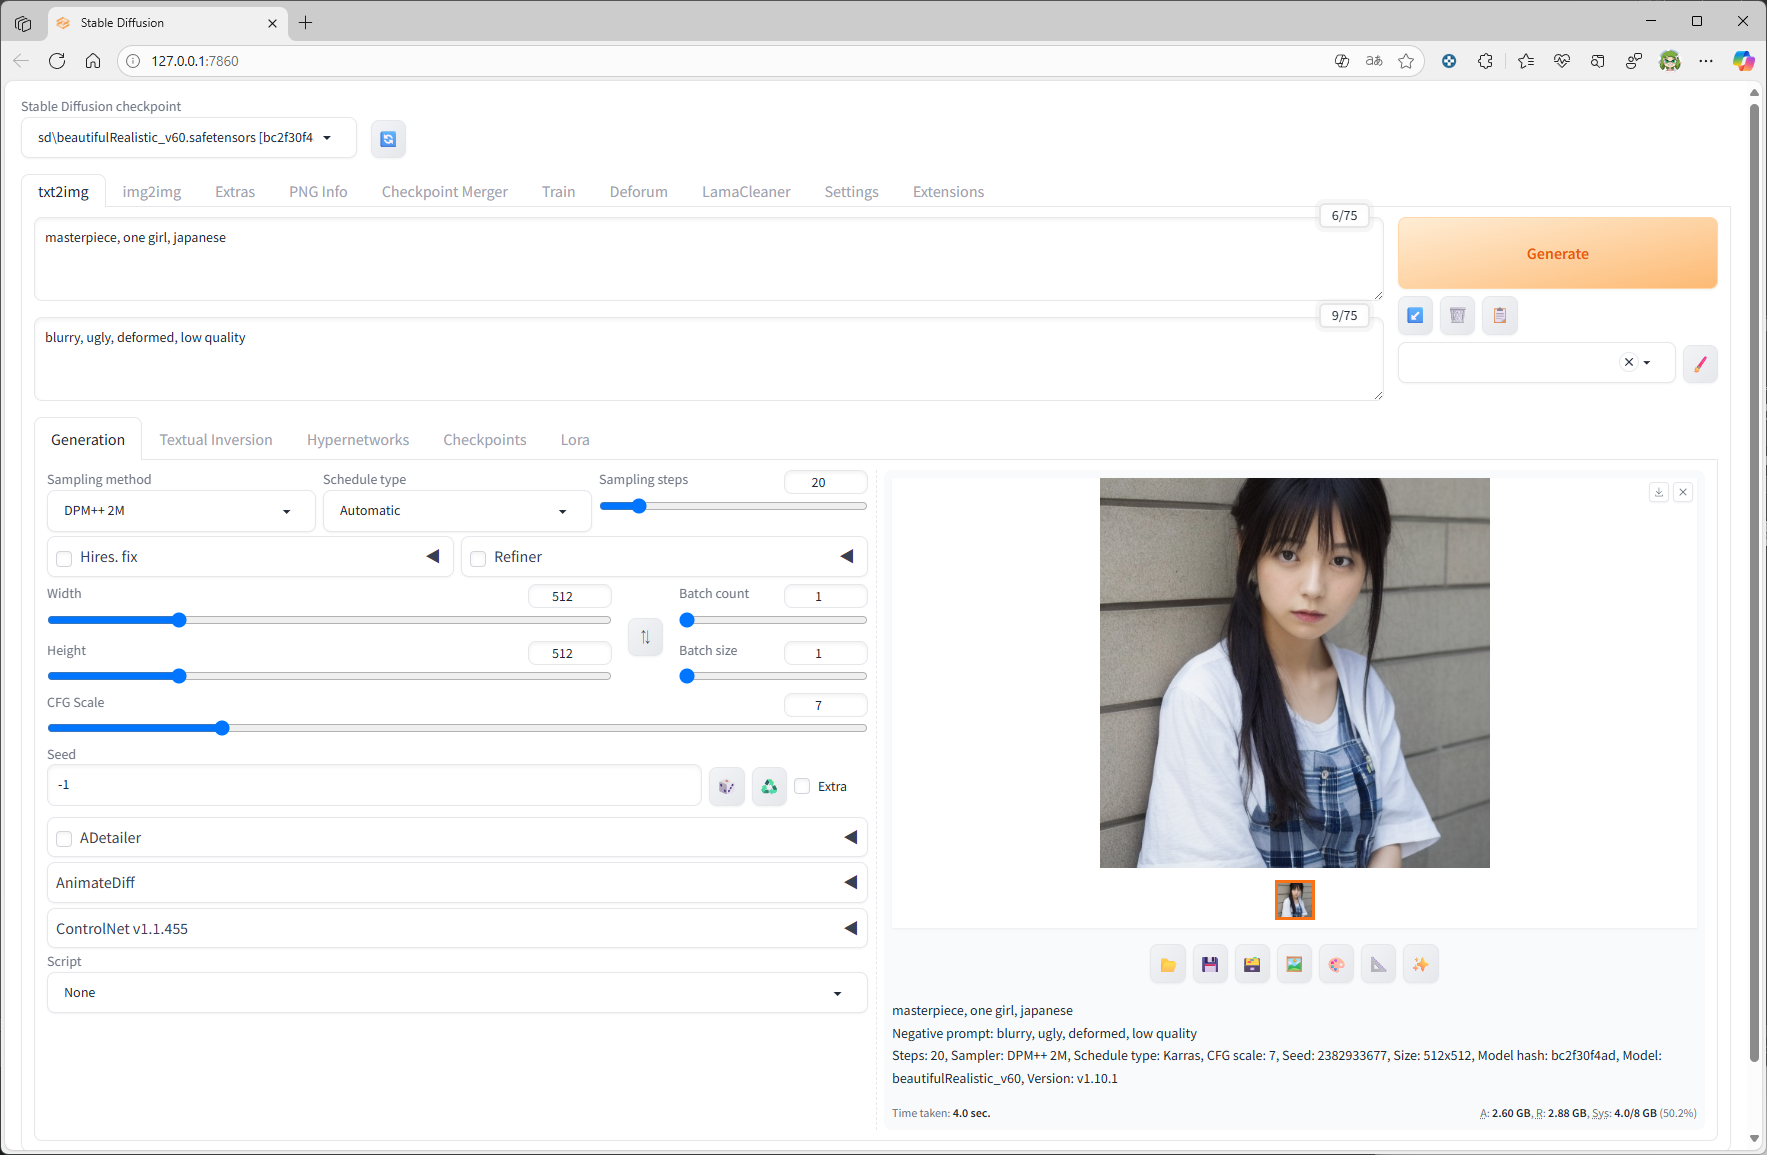 Stable Diffusion
127.0.0.1:7860
Stable Diffusion checkpoint
sd\beautifulRealistic_v60.safetensors [bc2f30f4
txt2img img2img Extras PNG Info Checkpoint Merger Train Deforum LamaCleaner Settings Extensions
6/75
masterpiece, one girl, japanese
Generate
9/75
blurry, ugly, deformed, low quality
Generation Textual Inversion Hypernetworks Checkpoints Lora
Sampling method Schedule type Sampling steps 20
DPM++ 2M Automatic
Hires. fix Refiner
Width 512 Batch count 1
Height 512 Batch size 1
CFG Scale 7
Seed
-1 Extra
ADetailer
AnimateDiff
ControlNet v1.1.455
Script
None
masterpiece, one girl, japanese
Negative prompt: blurry, ugly, deformed, low quality
Steps: 20, Sampler: DPM++ 2M, Schedule type: Karras, CFG scale: 7, Seed: 2382933677, Size: 512x512, Model hash: bc2f30f4ad, Model:
beautifulRealistic_v60, Version: v1.10.1
Time taken: 4.0 sec. A: 2.60 GB, R: 2.88 GB, Sys: 4.0/8 GB (50.2%)